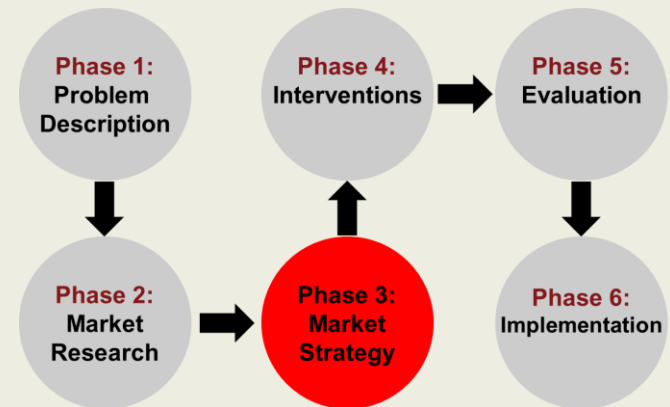 Phase 1:
Problem
Description
Phase 2:
Market
Research
Phase 3:
Market
Strategy
Phase 4:
Interventions
Phase 5:
Evaluation
Phase 6:
Implementation